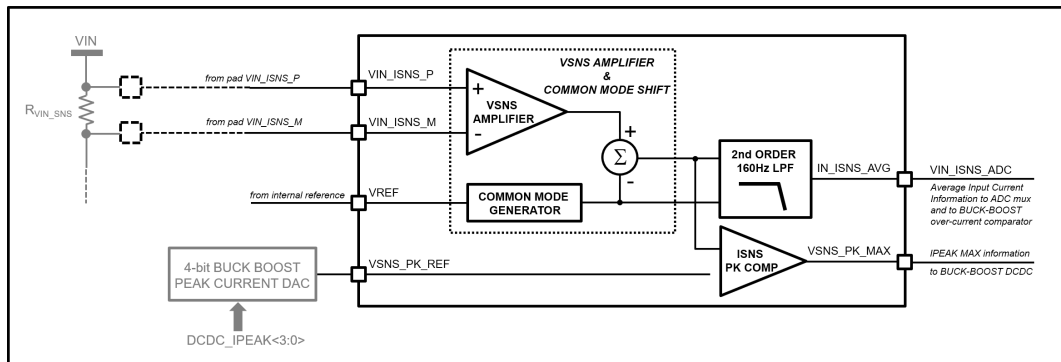 VIN
R_VIN_SNS
from pad VIN_ISNS_P
VIN_ISNS_P
from pad VIN_ISNS_M
VIN_ISNS_M
VSNS AMPLIFIER
&
COMMON MODE SHIFT
+
VSNS
AMPLIFIER
-
+
Σ
-
from internal reference
VREF
COMMON MODE
GENERATOR
2nd ORDER
160Hz LPF
IN_ISNS_AVG
VIN_ISNS_ADC
Average Input Current
Information to ADC mux
and to BUCK-BOOST
over-current comparator
4-bit BUCK BOOST
PEAK CURRENT DAC
VSNS_PK_REF
ISNS
PK COMP
VSNS_PK_MAX
IPEAK MAX information
to BUCK-BOOST DCDC
DCDC_IPEAK<3:0>